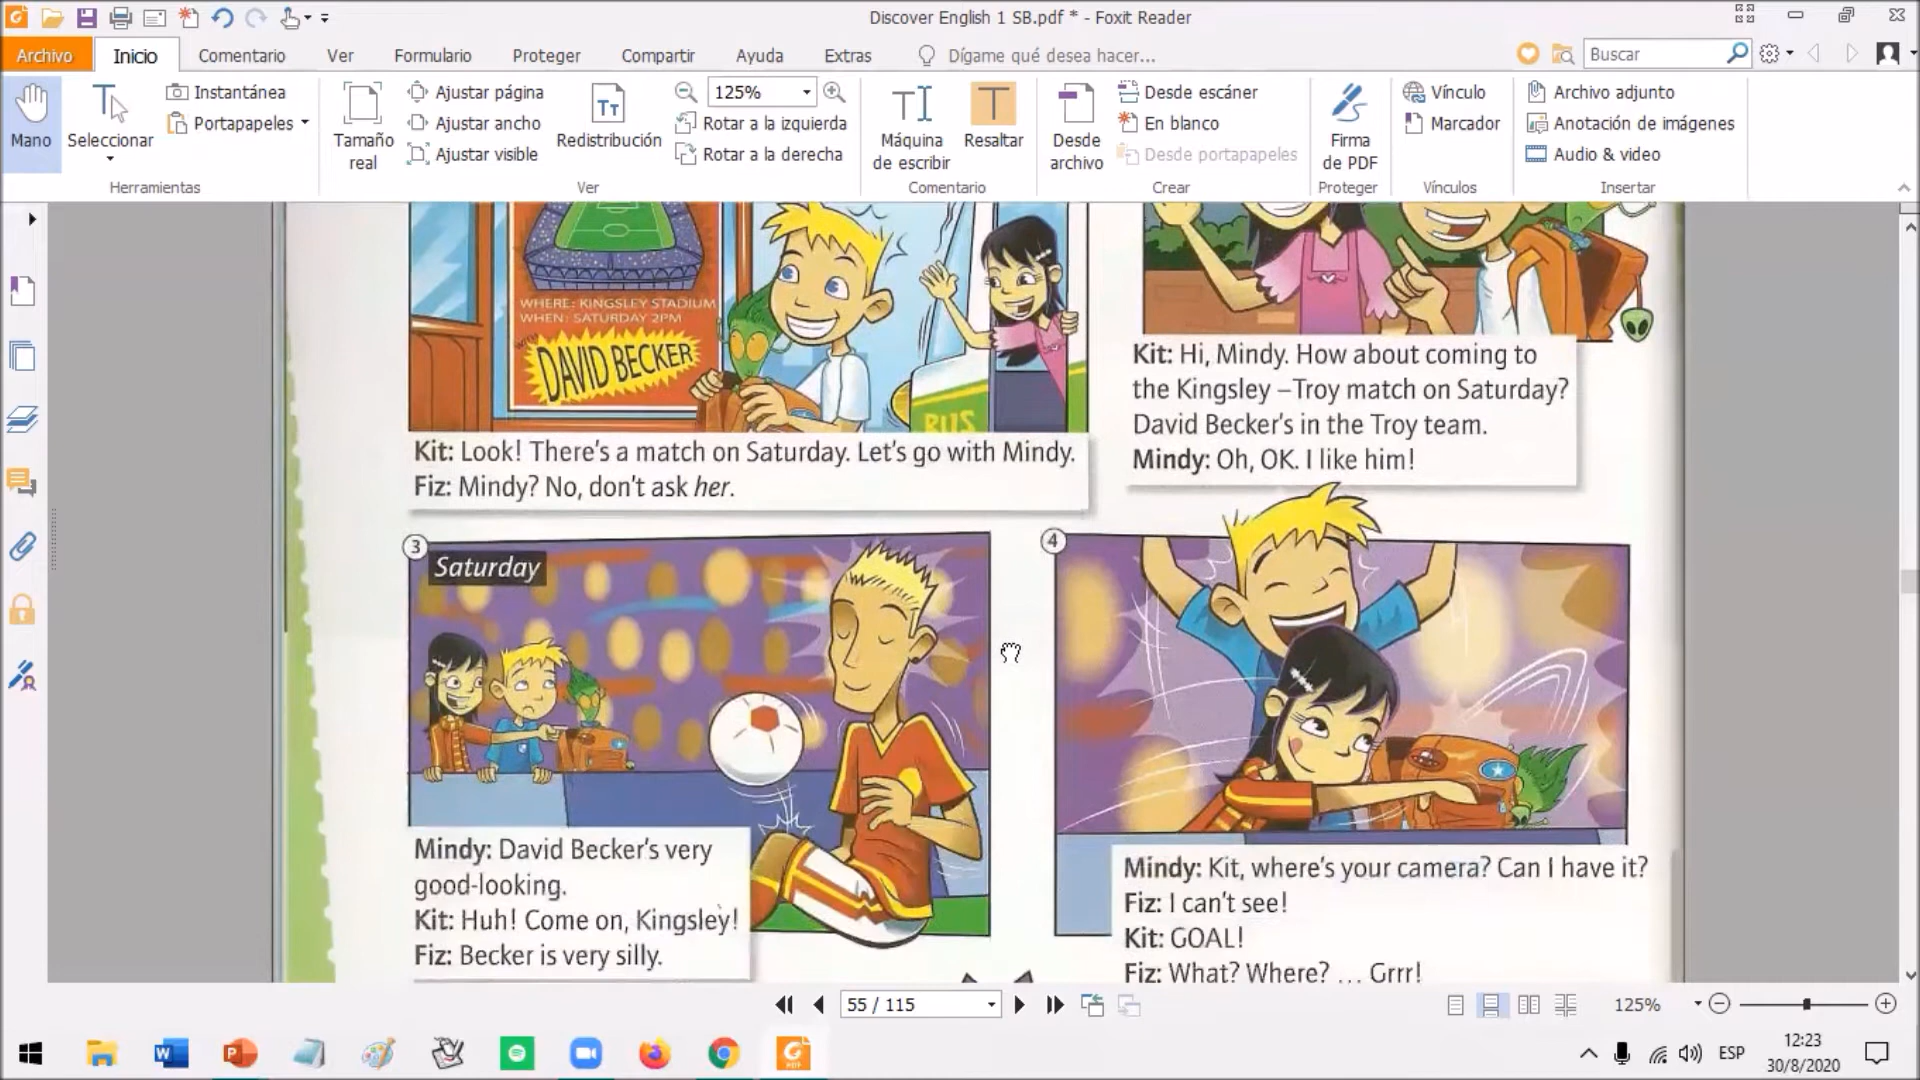 Discover English 1 SB.pdf * - Foxit Reader
Archivo
Inicio
Comentario
Ver
Formulario
Proteger
Compartir
Ayuda
Extras
Dígame qué desea hacer...
Buscar
Mano
Seleccionar
Instantánea
Portapapeles
Herramientas
Tamaño
real
Ajustar página
Ajustar ancho
Ajustar visible
Redistribución
125%
Rotar a la izquierda
Rotar a la derecha
Ver
Máquina
de escribir
Resaltar
Comentario
Desde
archivo
Desde escáner
En blanco
Desde portapapeles
Crear
Firma
de PDF
Proteger
Vínculo
Marcador
Vínculos
Archivo adjunto
Anotación de imágenes
Audio & video
Insertar
WHERE: KINGSLEY STADIUM
WHEN: SATURDAY 2PM
WITH
DAVID BECKER
BUS
Kit: Look! There's a match on Saturday. Let's go with Mindy.
Fiz: Mindy? No, don't ask her.
Kit: Hi, Mindy. How about coming to
the Kingsley –Troy match on Saturday?
David Becker's in the Troy team.
Mindy: Oh, OK. I like him!
3
Saturday
Mindy: David Becker's very
good-looking.
Kit: Huh! Come on, Kingsley!
Fiz: Becker is very silly.
4
Mindy: Kit, where's your camera? Can I have it?
Fiz: I can't see!
Kit: GOAL!
Fiz: What? Where? ... Grrr!
55 / 115
125%
ESP
12:23
30/8/2020